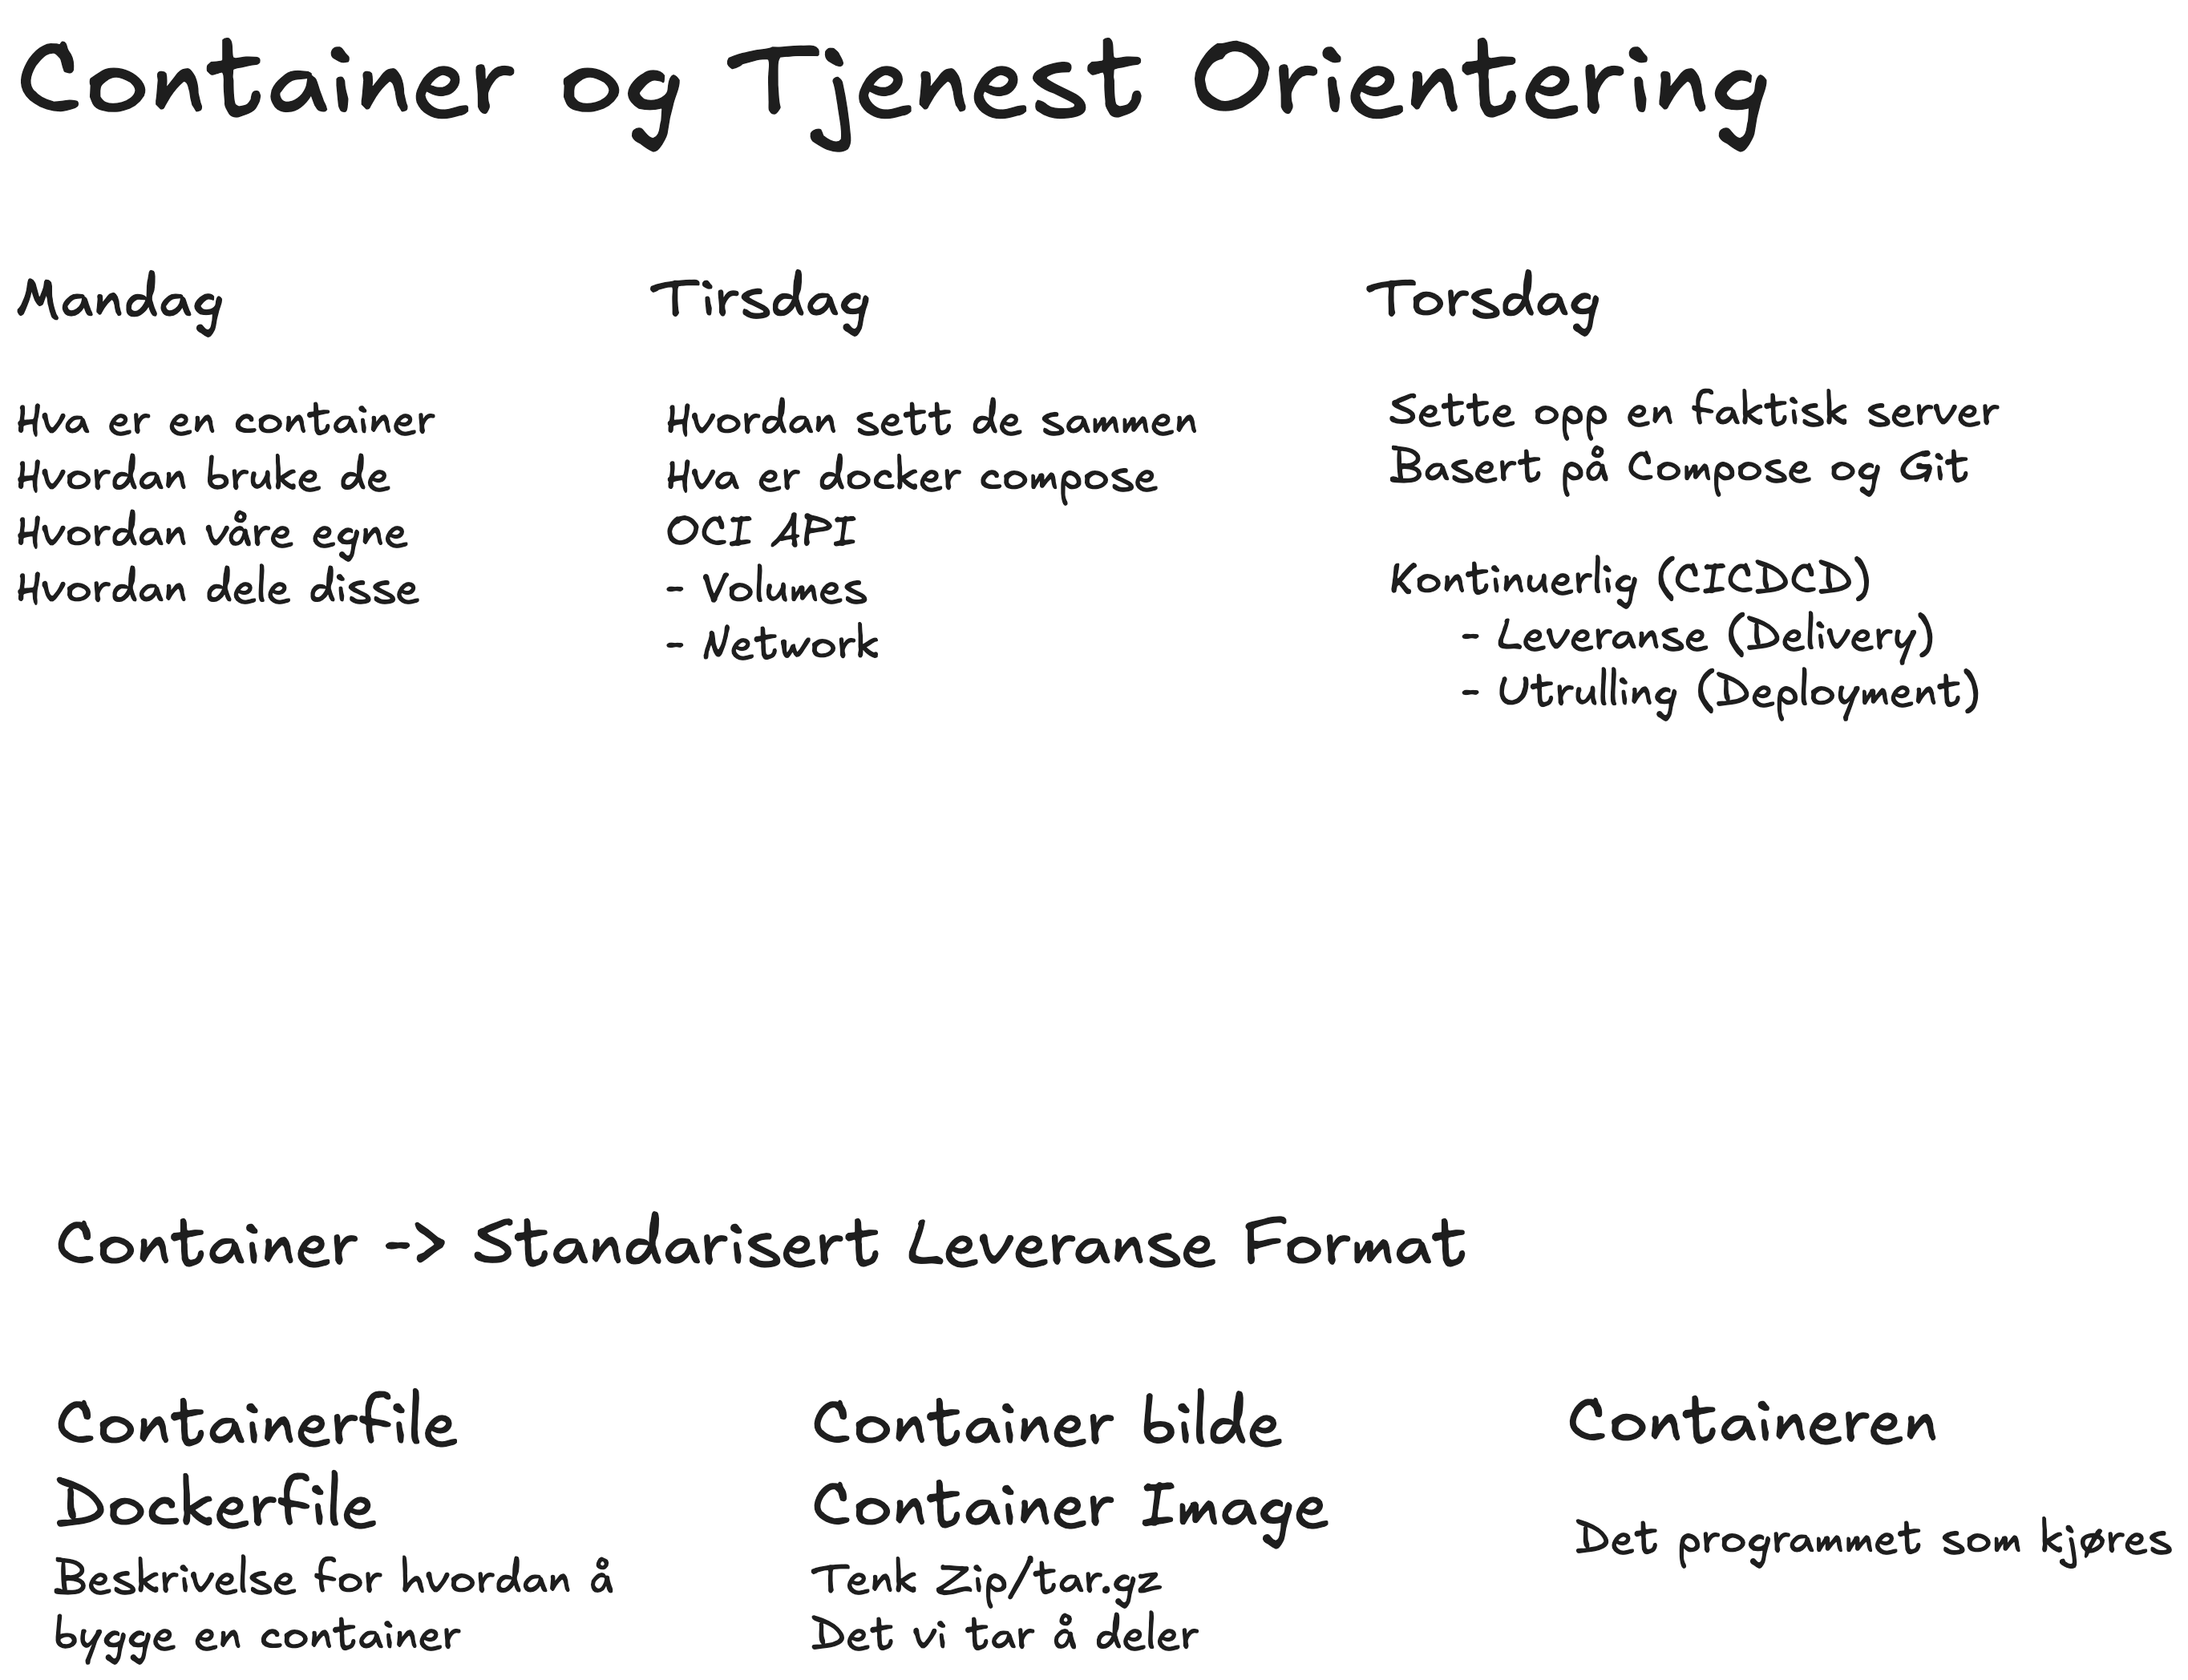 Container og Tjenest Orientering
Mandag
Hva er en container
Hvordan bruke de
Hvordan våre egne
Hvordan dele disse
Tirsdag
Hvordan sett de sammen
Hva er docker compose
OCI API
- Volumes
- Network
Torsdag
Sette opp en faktisk server
Basert på Compose og Git
Kontinuerlig (CICDCD)
- Leveranse (Delivery)
- Utrulling (Deployment)
Container -> Standarisert Leveranse Format
Containerfile
Dockerfile
Beskrivelse for hvordan å
bygge en container
Container bilde
Container Image
Tenk Zip/tar.gz
Det vi tar å deler
Containeren
Det programmet som kjøres